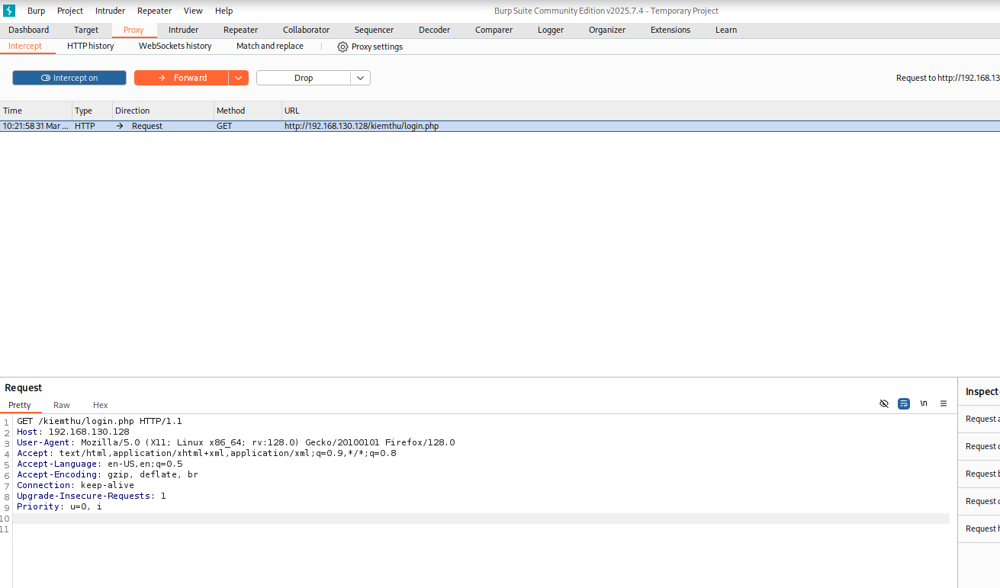 Burp Project Intruder Repeater View Help Burp Suite Community Edition v2025.7.4 - Temporary Project
Dashboard Target Proxy Intruder Repeater Collaborator Sequencer Decoder Comparer Logger Organizer Extensions Learn
Intercept HTTP history WebSockets history Match and replace Proxy settings
Intercept on Forward Drop Request to http://192.168.13
Time Type Direction Method URL
10:21:58 31 Mar ... HTTP Request GET http://192.168.130.128/kiemthu/login.php
Request
Inspect
Pretty Raw Hex \n
1 GET /kiemthu/login.php HTTP/1.1
2 Host: 192.168.130.128
3 User-Agent: Mozilla/5.0 (X11; Linux x86_64; rv:128.0) Gecko/20100101 Firefox/128.0
4 Accept: text/html,application/xhtml+xml,application/xml;q=0.9,*/*;q=0.8
5 Accept-Language: en-US,en;q=0.5
6 Accept-Encoding: gzip, deflate, br
7 Connection: keep-alive
8 Upgrade-Insecure-Requests: 1
9 Priority: u=0, i
10
11
Request a
Request
Request b
Request
Request h